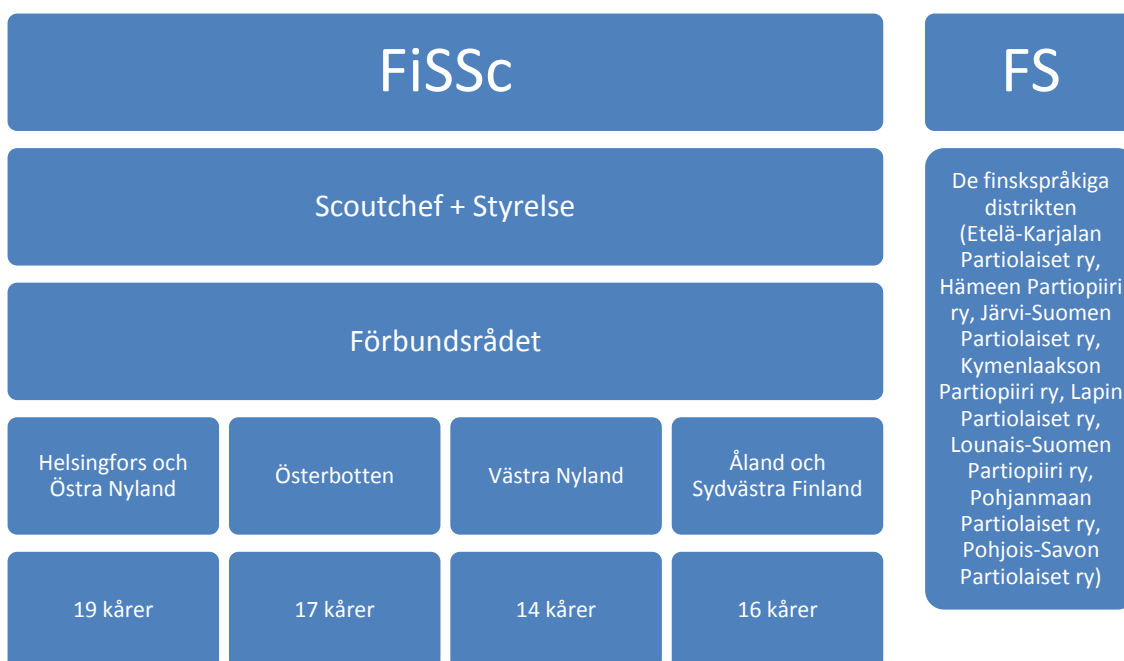 FiSSc
Scoutchef + Styrelse
Förbundsrådet
Helsingfors och
Östra Nyland
Österbotten
Västra Nyland
Åland och
Sydvästra Finland
19 kårer
17 kårer
14 kårer
16 kårer
FS
De finskspråkiga
distrikten
(Etelä-Karjalan
Partiolaiset ry,
Hämeen Partiopiiri
ry, Järvi-Suomen
Partiolaiset ry,
Kymenlaakson
Partiopiiri ry, Lapin
Partiolaiset ry,
Lounais-Suomen
Partiopiiri ry,
Pohjanmaan
Partiolaiset ry,
Pohjois-Savon
Partiolaiset ry)